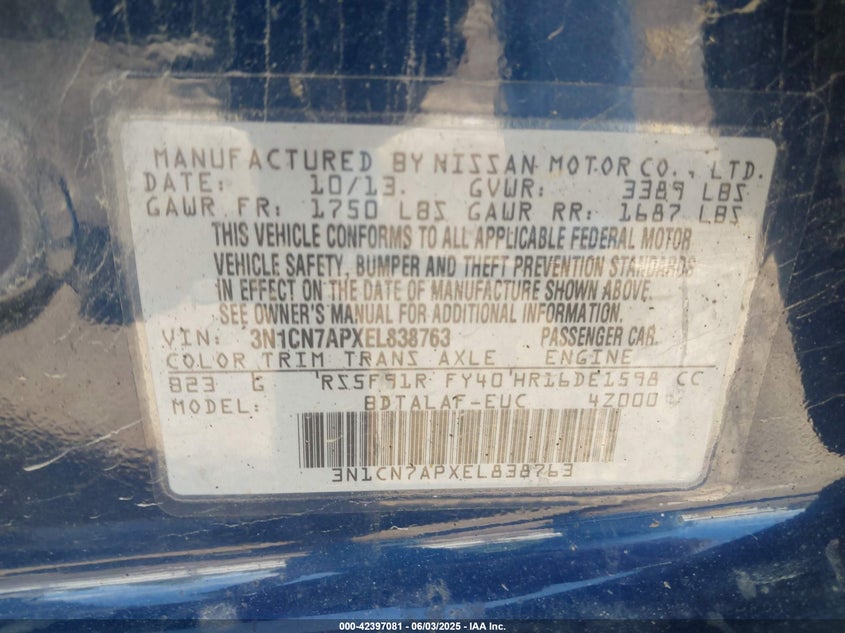 MANUFACTURED BY NISSAN MOTOR CO., LTD.
DATE: 10/13. GVWR: 3389 LBS
GAWR FR: 1750 LBS GAWR RR: 1687 LBS
THIS VEHICLE CONFORMS TO ALL APPLICABLE FEDERAL MOTOR
VEHICLE SAFETY, BUMPER AND THEFT PREVENTION STANDARDS
IN EFFECT ON THE DATE OF MANUFACTURE SHOWN ABOVE.
SEE OWNER'S MANUAL FOR ADDITIONAL INFORMATION.
VIN: 3N1CN7APXEL838763 PASSENGER CAR.
COLOR TRIM TRANS AXLE ENGINE
823 G RS5F91R FY40 HR16DE1598 CC
MODEL: BDTALAF-EUC 4Z000
3N1CN7APXEL838763
000-42397081 - 06/03/2025 - IAA Inc.